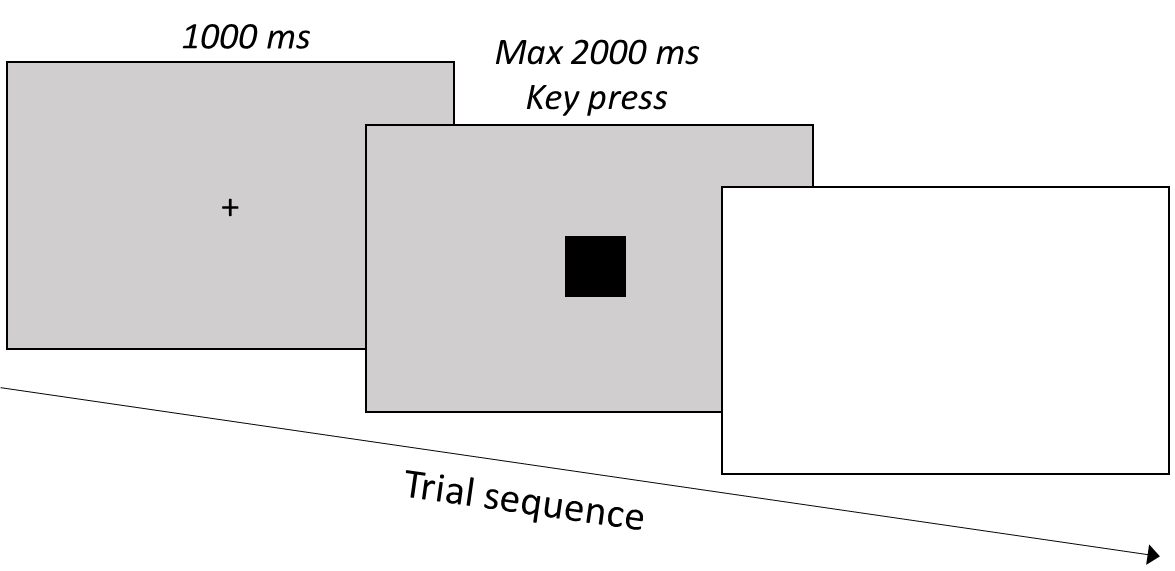 1000 ms
Max 2000 ms
Key press
+
Trial sequence